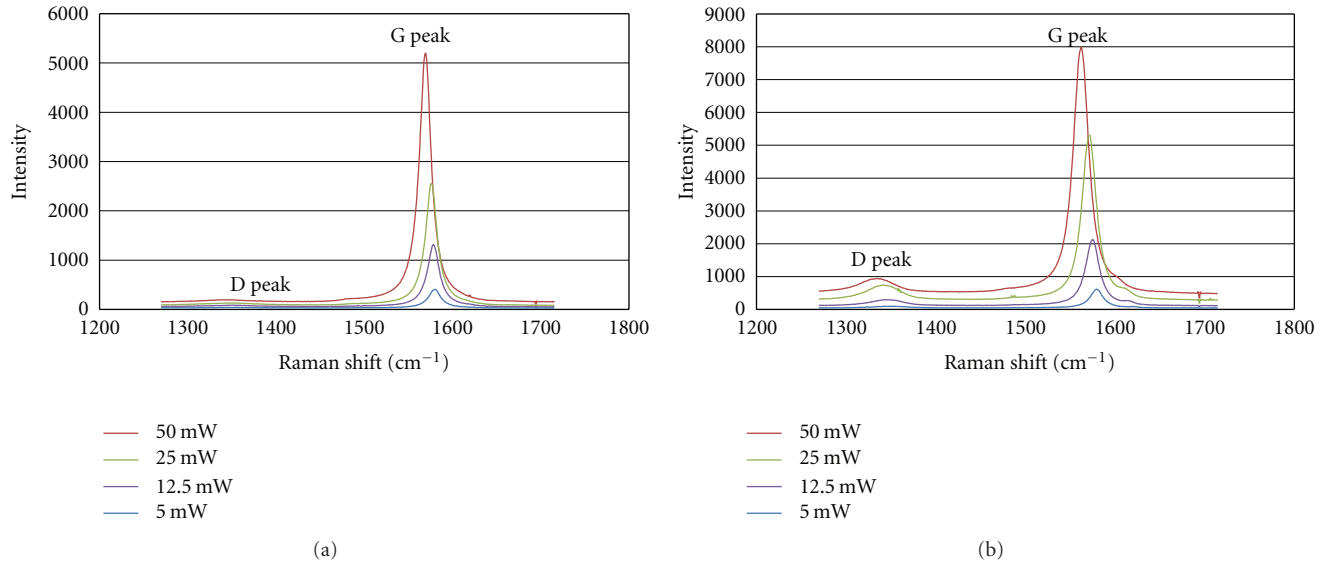 6000
5000
4000
3000
2000
1000
0
1200 1300 1400 1500 1600 1700 1800
Intensity
Raman shift (cm−1)
G peak
D peak
50 mW
25 mW
12.5 mW
5 mW
(a)
9000
8000
7000
6000
5000
4000
3000
2000
1000
0
1200 1300 1400 1500 1600 1700 1800
Intensity
Raman shift (cm−1)
G peak
D peak
50 mW
25 mW
12.5 mW
5 mW
(b)